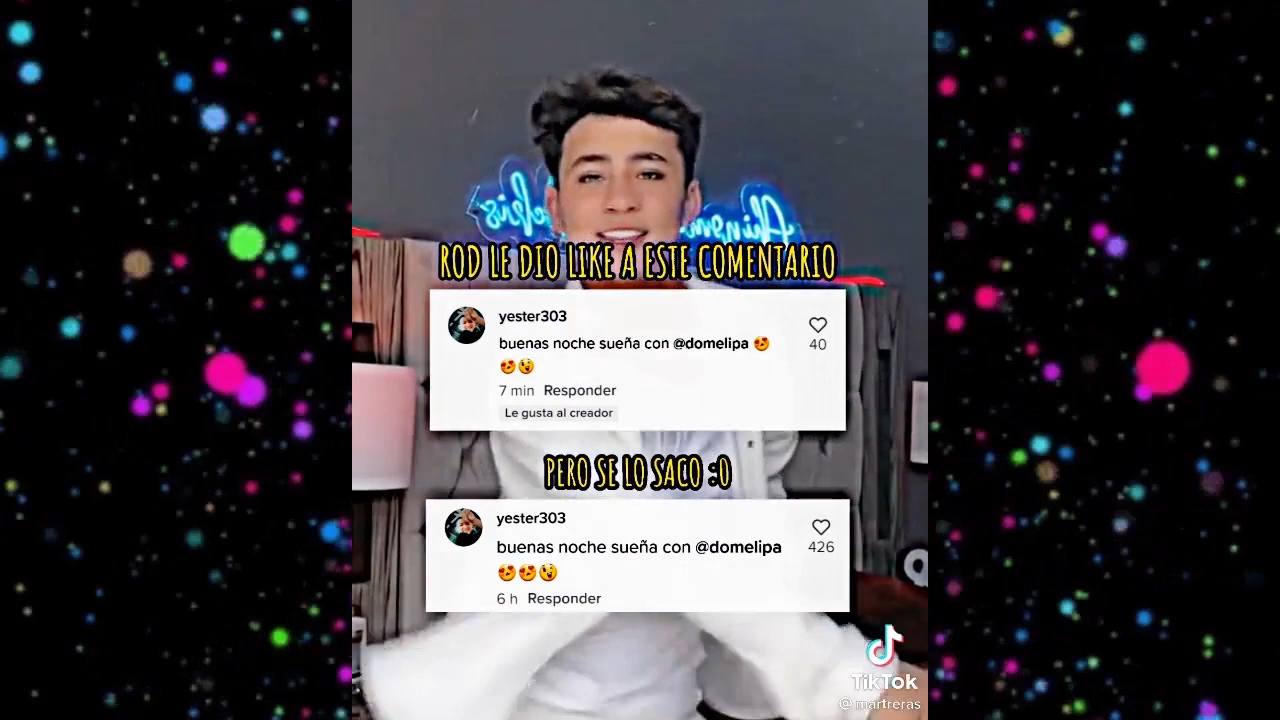 ROD LE DIO LIKE A ESTE COMENTARIO
yester303
buenas noche sueña con @domelipa 😍
😍😲
40
7 min Responder
Le gusta al creador
PERO SE LO SACO :0
yester303
buenas noche sueña con @domelipa
😍😍😲
426
6 h Responder
TikTok
@martreras